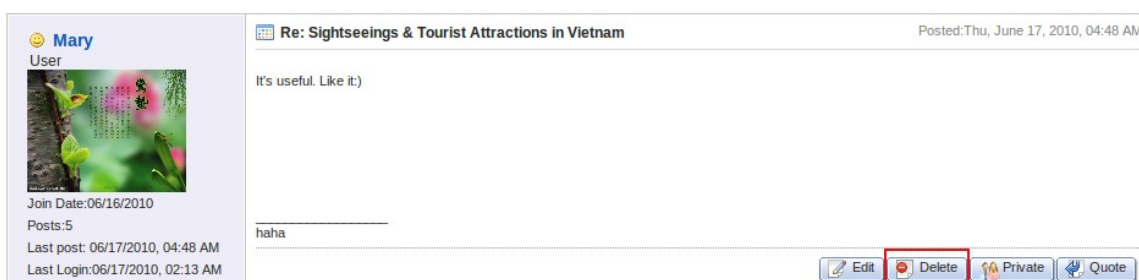 Mary
User
Join Date:06/16/2010
Posts:5
Last post: 06/17/2010, 04:48 AM
Last Login:06/17/2010, 02:13 AM
Re: Sightseeings & Tourist Attractions in Vietnam
Posted:Thu, June 17, 2010, 04:48 AM
It's useful. Like it:)
haha
Edit Delete Private Quote